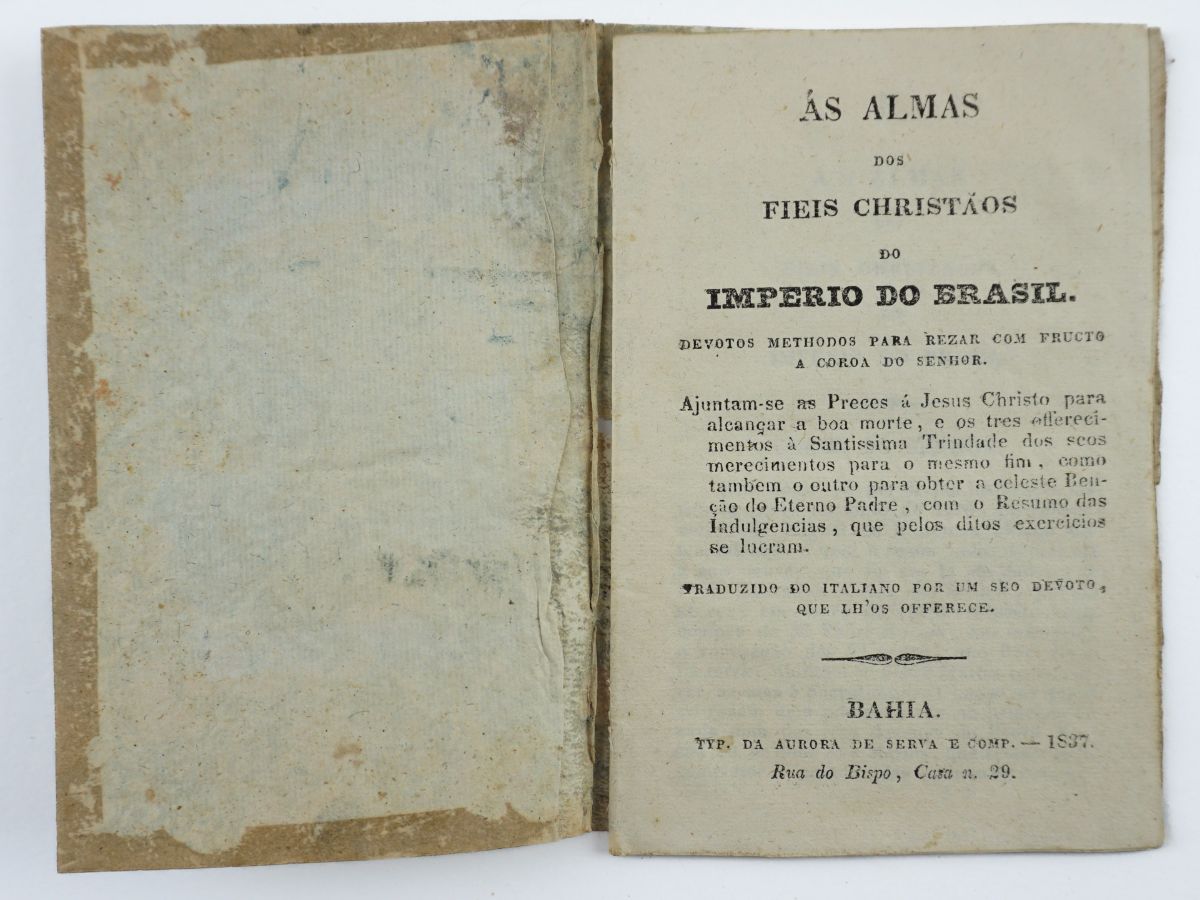 ÁS ALMAS
DOS
FIEIS CHRISTÁOS
DO
IMPERIO DO BRASIL.
DEVOTOS METHODOS PARA REZAR COM FRUCTO
A COROA DO SENHOR.
Ajuntam-se as Preces á Jesus Christo para
alcançar a boa morte, e os tres offereci-
mentos à Santissima Trindade dos seos
merecimentos para o mesmo fim, como
tambem o outro para obter a celeste Ben-
ção do Eterno Padre, com o Resumo das
Indulgencias, que pelos ditos exercicios
se lucram.
TRADUZIDO DO ITALIANO POR UM SEO DEVOTO,
QUE LH'OS OFFERECE.
BAHIA.
TYP. DA AURORA DE SERVA E COMP. — 1837.
Rua do Bispo, Casa n. 29.